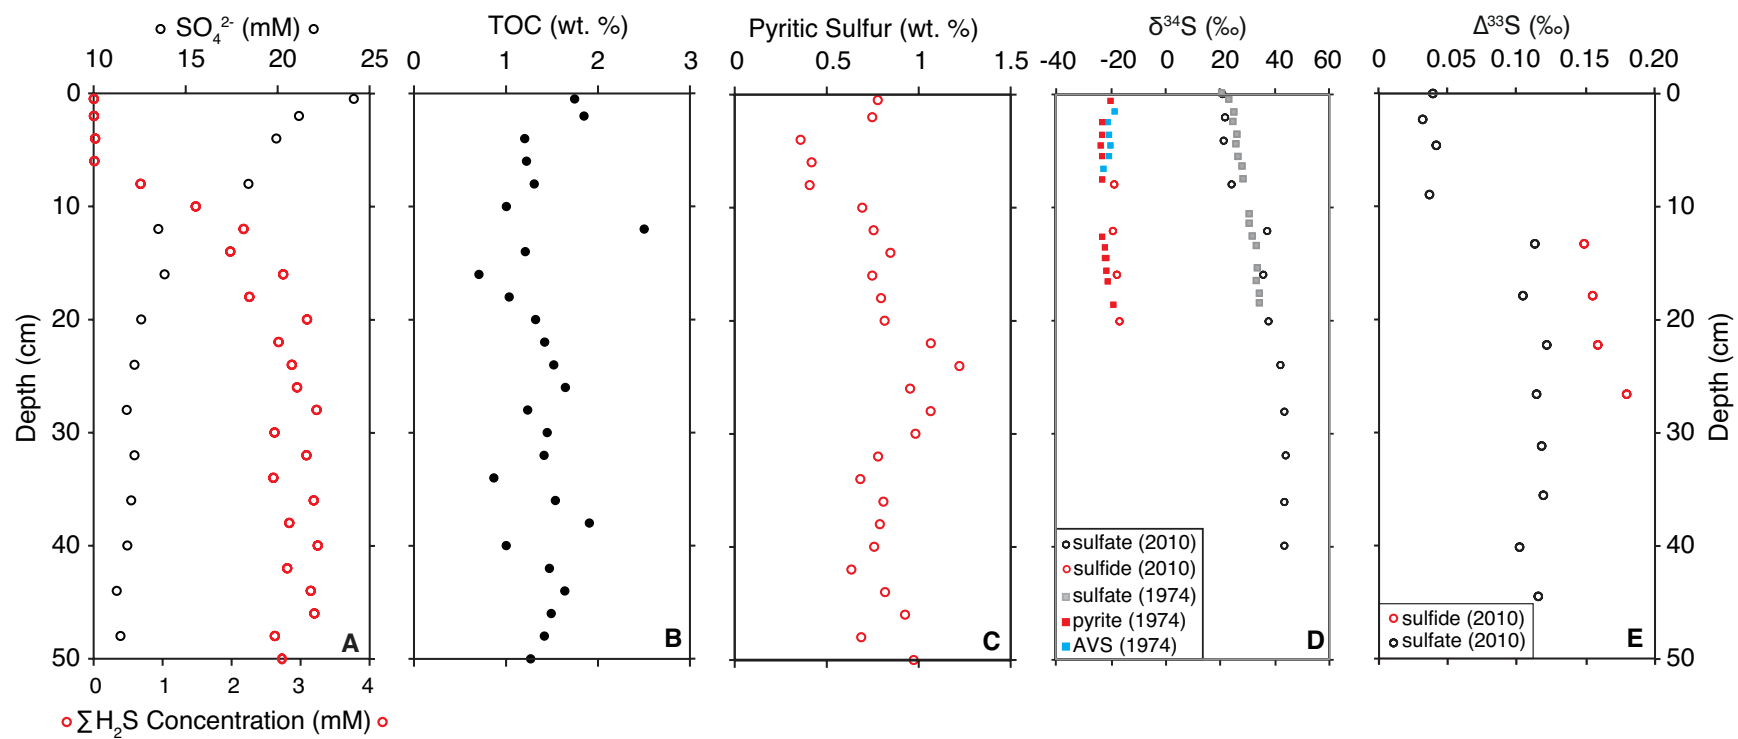 SO₄²⁻ (mM)
10 15 20 25
TOC (wt. %)
0 1 2 3
Pyritic Sulfur (wt. %)
0 0.5 1 1.5
δ³⁴S (‰)
-40 -20 0 20 40 60
Δ³³S (‰)
0 0.05 0.10 0.15 0.20
Depth (cm)
0
10
20
30
40
50
A
0 1 2 3 4
∑H₂S Concentration (mM)
B
C
sulfate (2010)
sulfide (2010)
sulfate (1974)
pyrite (1974)
AVS (1974)
D
sulfide (2010)
sulfate (2010)
E
0
10
20
30
40
50
Depth (cm)